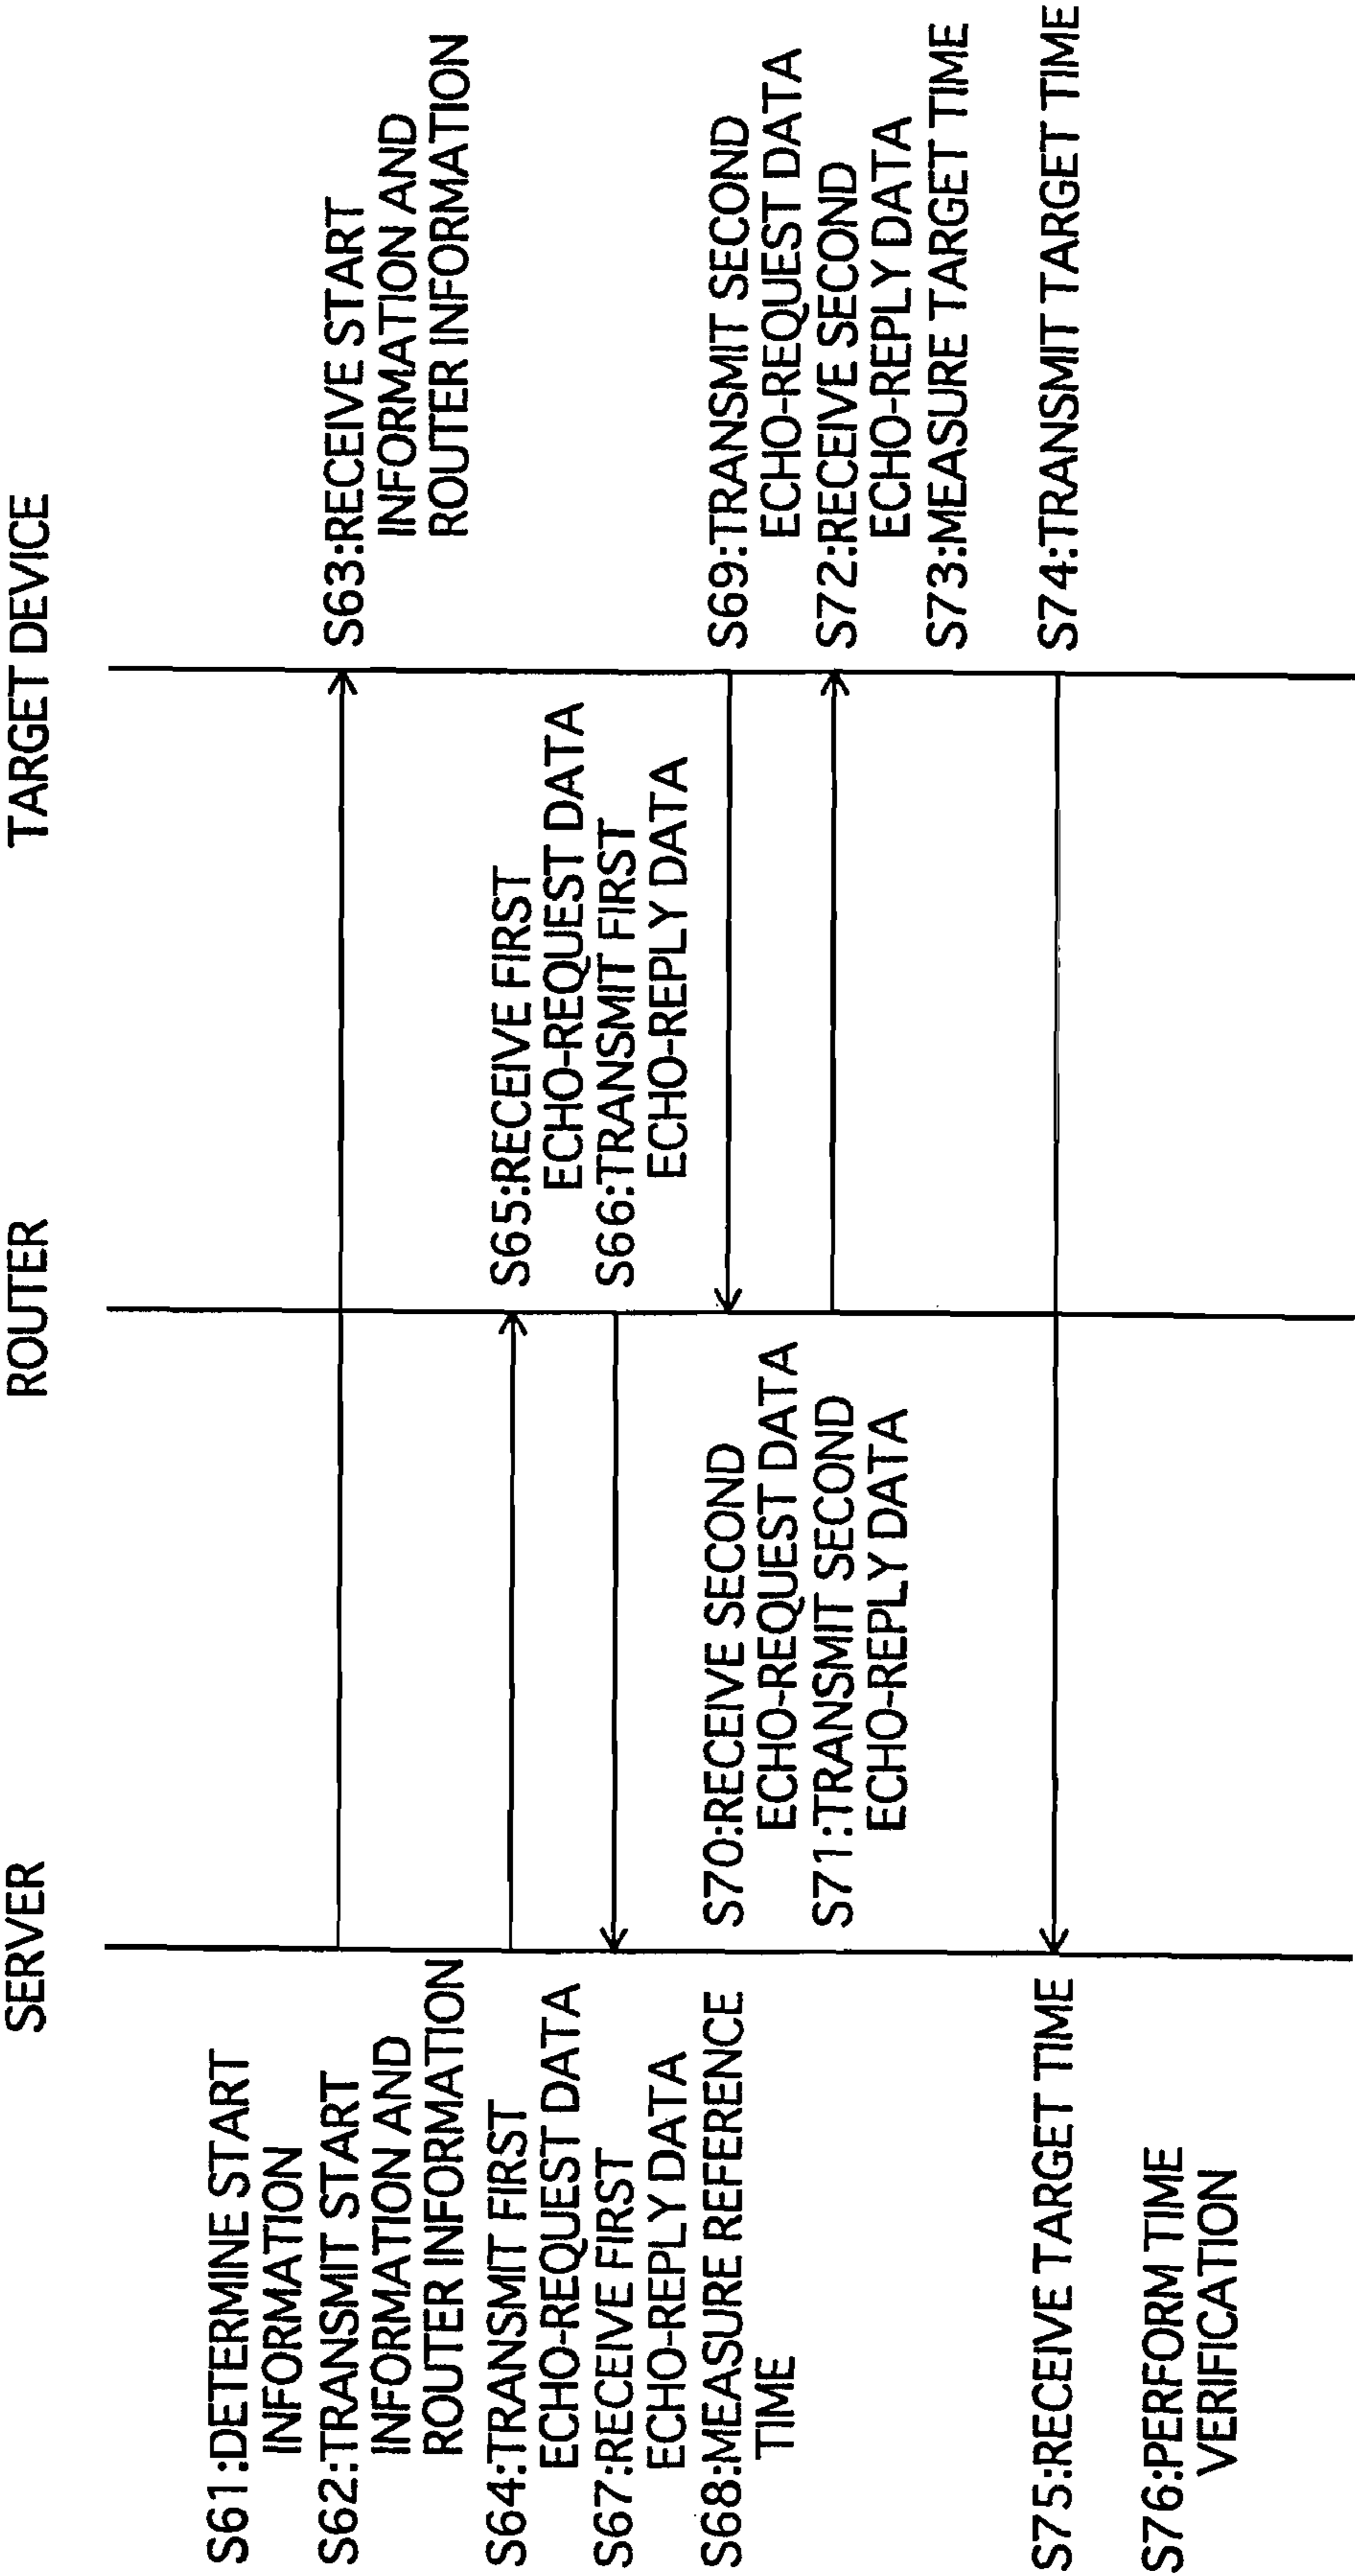 SERVER
ROUTER
TARGET DEVICE
S61:DETERMINE START
INFORMATION
S62:TRANSMIT START
INFORMATION AND
ROUTER INFORMATION
S63:RECEIVE START
INFORMATION AND
ROUTER INFORMATION
S64:TRANSMIT FIRST
ECHO-REQUEST DATA
S65:RECEIVE FIRST
ECHO-REQUEST DATA
S66:TRANSMIT FIRST
ECHO-REPLY DATA
S67:RECEIVE FIRST
ECHO-REPLY DATA
S68:MEASURE REFERENCE
TIME
S69:TRANSMIT SECOND
ECHO-REQUEST DATA
S70:RECEIVE SECOND
ECHO-REQUEST DATA
S71:TRANSMIT SECOND
ECHO-REPLY DATA
S72:RECEIVE SECOND
ECHO-REPLY DATA
S73:MEASURE TARGET TIME
S74:TRANSMIT TARGET TIME
S75:RECEIVE TARGET TIME
S76:PERFORM TIME
VERIFICATION